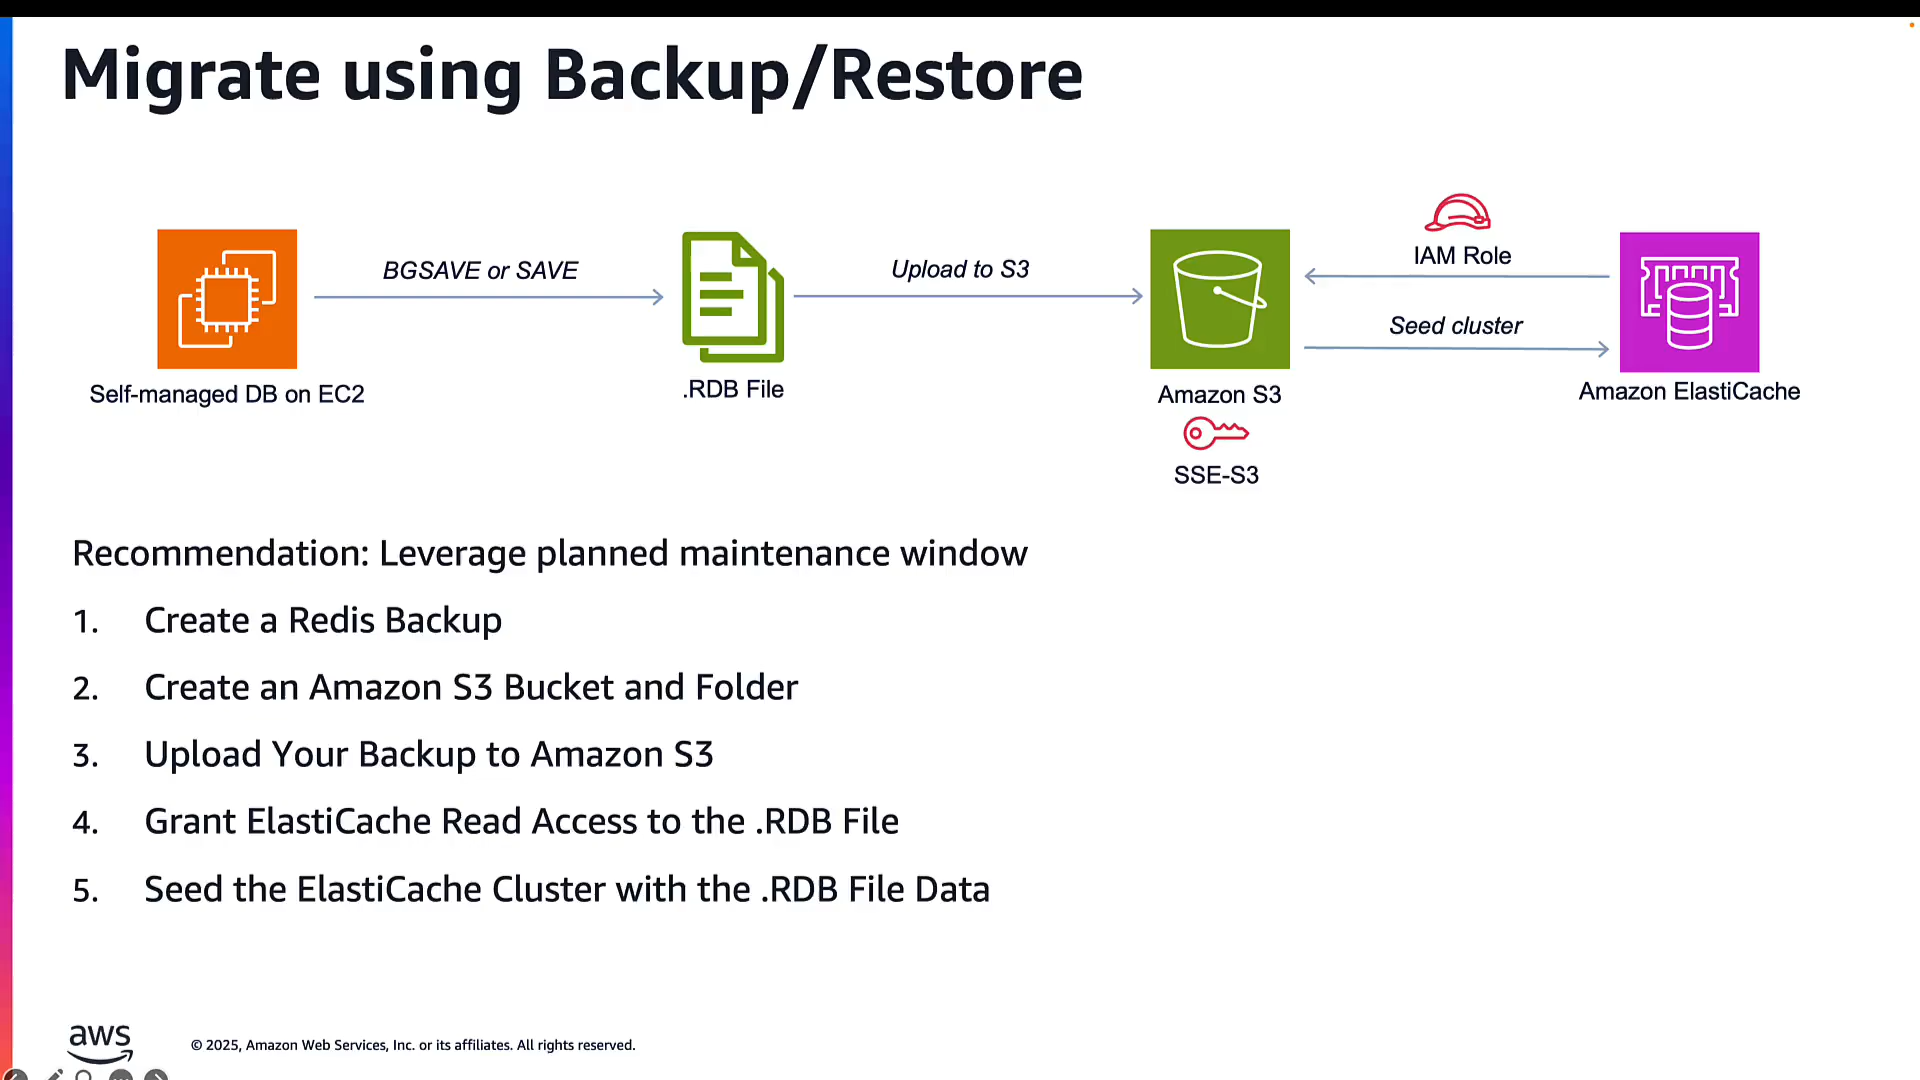 Migrate using Backup/Restore
BGSAVE or SAVE
Upload to S3
IAM Role
Seed cluster
Self-managed DB on EC2
.RDB File
Amazon S3
Amazon ElastiCache
SSE-S3
Recommendation: Leverage planned maintenance window
1. Create a Redis Backup
2. Create an Amazon S3 Bucket and Folder
3. Upload Your Backup to Amazon S3
4. Grant ElastiCache Read Access to the .RDB File
5. Seed the ElastiCache Cluster with the .RDB File Data
aws
© 2025, Amazon Web Services, Inc. or its affiliates. All rights reserved.